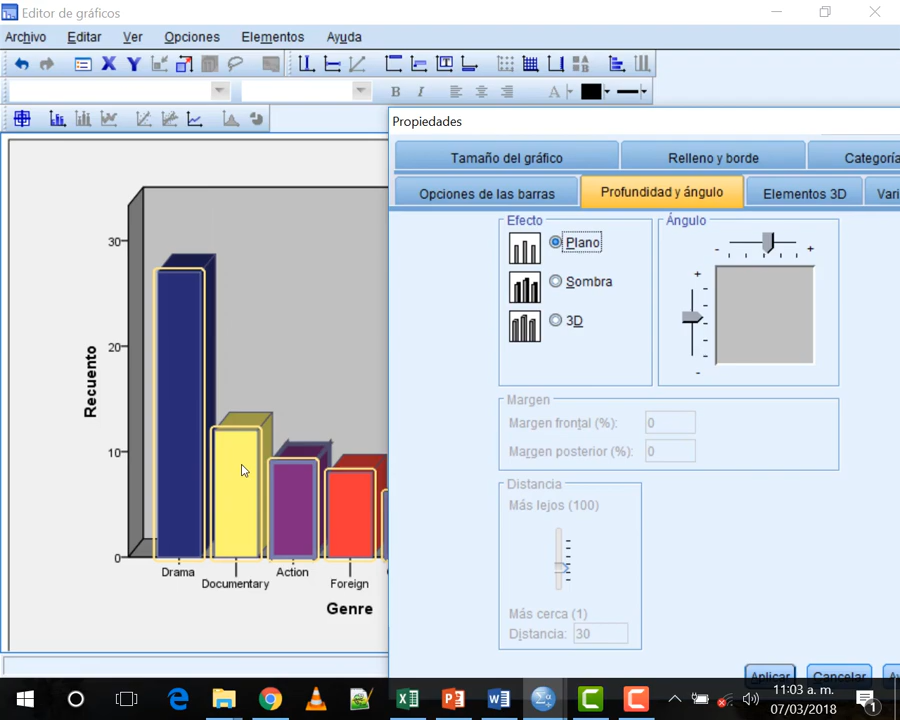 Editor de gráficos
Archivo Editar Ver Opciones Elementos Ayuda
X Y
B I A
Propiedades
Tamaño del gráfico Relleno y borde Categoría
Opciones de las barras Profundidad y ángulo Elementos 3D Vari
Efecto
Plano
Sombra
3D
Ángulo
- +
+
-
Margen
Margen frontal (%): 0
Margen posterior (%): 0
Distancia
Más lejos (100)
Más cerca (1)
Distancia: 30
Aplicar Cancelar Ay
Recuento
30
20
10
0
Drama
Documentary
Action
Foreign
Genre
11:03 a. m.
07/03/2018
1